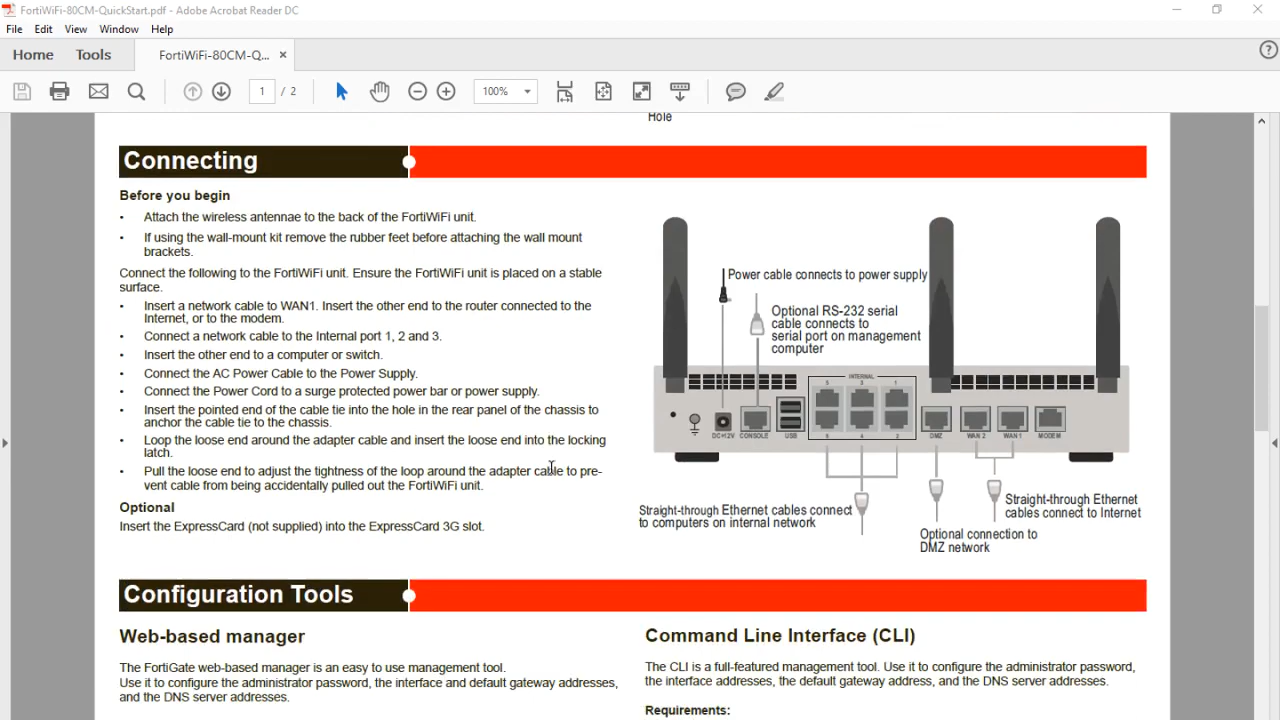 FortiWiFi-80CM-QuickStart.pdf - Adobe Acrobat Reader DC
File Edit View Window Help
Home Tools FortiWiFi-80CM-Q... ×
1 / 2 100%
Hole
Connecting
Before you begin
• Attach the wireless antennae to the back of the FortiWiFi unit.
• If using the wall-mount kit remove the rubber feet before attaching the wall mount
brackets.
Connect the following to the FortiWiFi unit. Ensure the FortiWiFi unit is placed on a stable
surface.
• Insert a network cable to WAN1. Insert the other end to the router connected to the
Internet, or to the modem.
• Connect a network cable to the Internal port 1, 2 and 3.
• Insert the other end to a computer or switch.
• Connect the AC Power Cable to the Power Supply.
• Connect the Power Cord to a surge protected power bar or power supply.
• Insert the pointed end of the cable tie into the hole in the rear panel of the chassis to
anchor the cable tie to the chassis.
• Loop the loose end around the adapter cable and insert the loose end into the locking
latch.
• Pull the loose end to adjust the tightness of the loop around the adapter cable to pre-
vent cable from being accidentally pulled out the FortiWiFi unit.
Optional
Insert the ExpressCard (not supplied) into the ExpressCard 3G slot.
Power cable connects to power supply
Optional RS-232 serial
cable connects to
serial port on management
computer
INTERNAL
5 3 1
DC+12V CONSOLE USB 6 4 2 DMZ WAN 2 WAN 1 MODEM
Straight-through Ethernet cables connect
to computers on internal network
Straight-through Ethernet
cables connect to Internet
Optional connection to
DMZ network
Configuration Tools
Web-based manager
The FortiGate web-based manager is an easy to use management tool.
Use it to configure the administrator password, the interface and default gateway addresses,
and the DNS server addresses.
Command Line Interface (CLI)
The CLI is a full-featured management tool. Use it to configure the administrator password,
the interface addresses, the default gateway address, and the DNS server addresses.
Requirements: